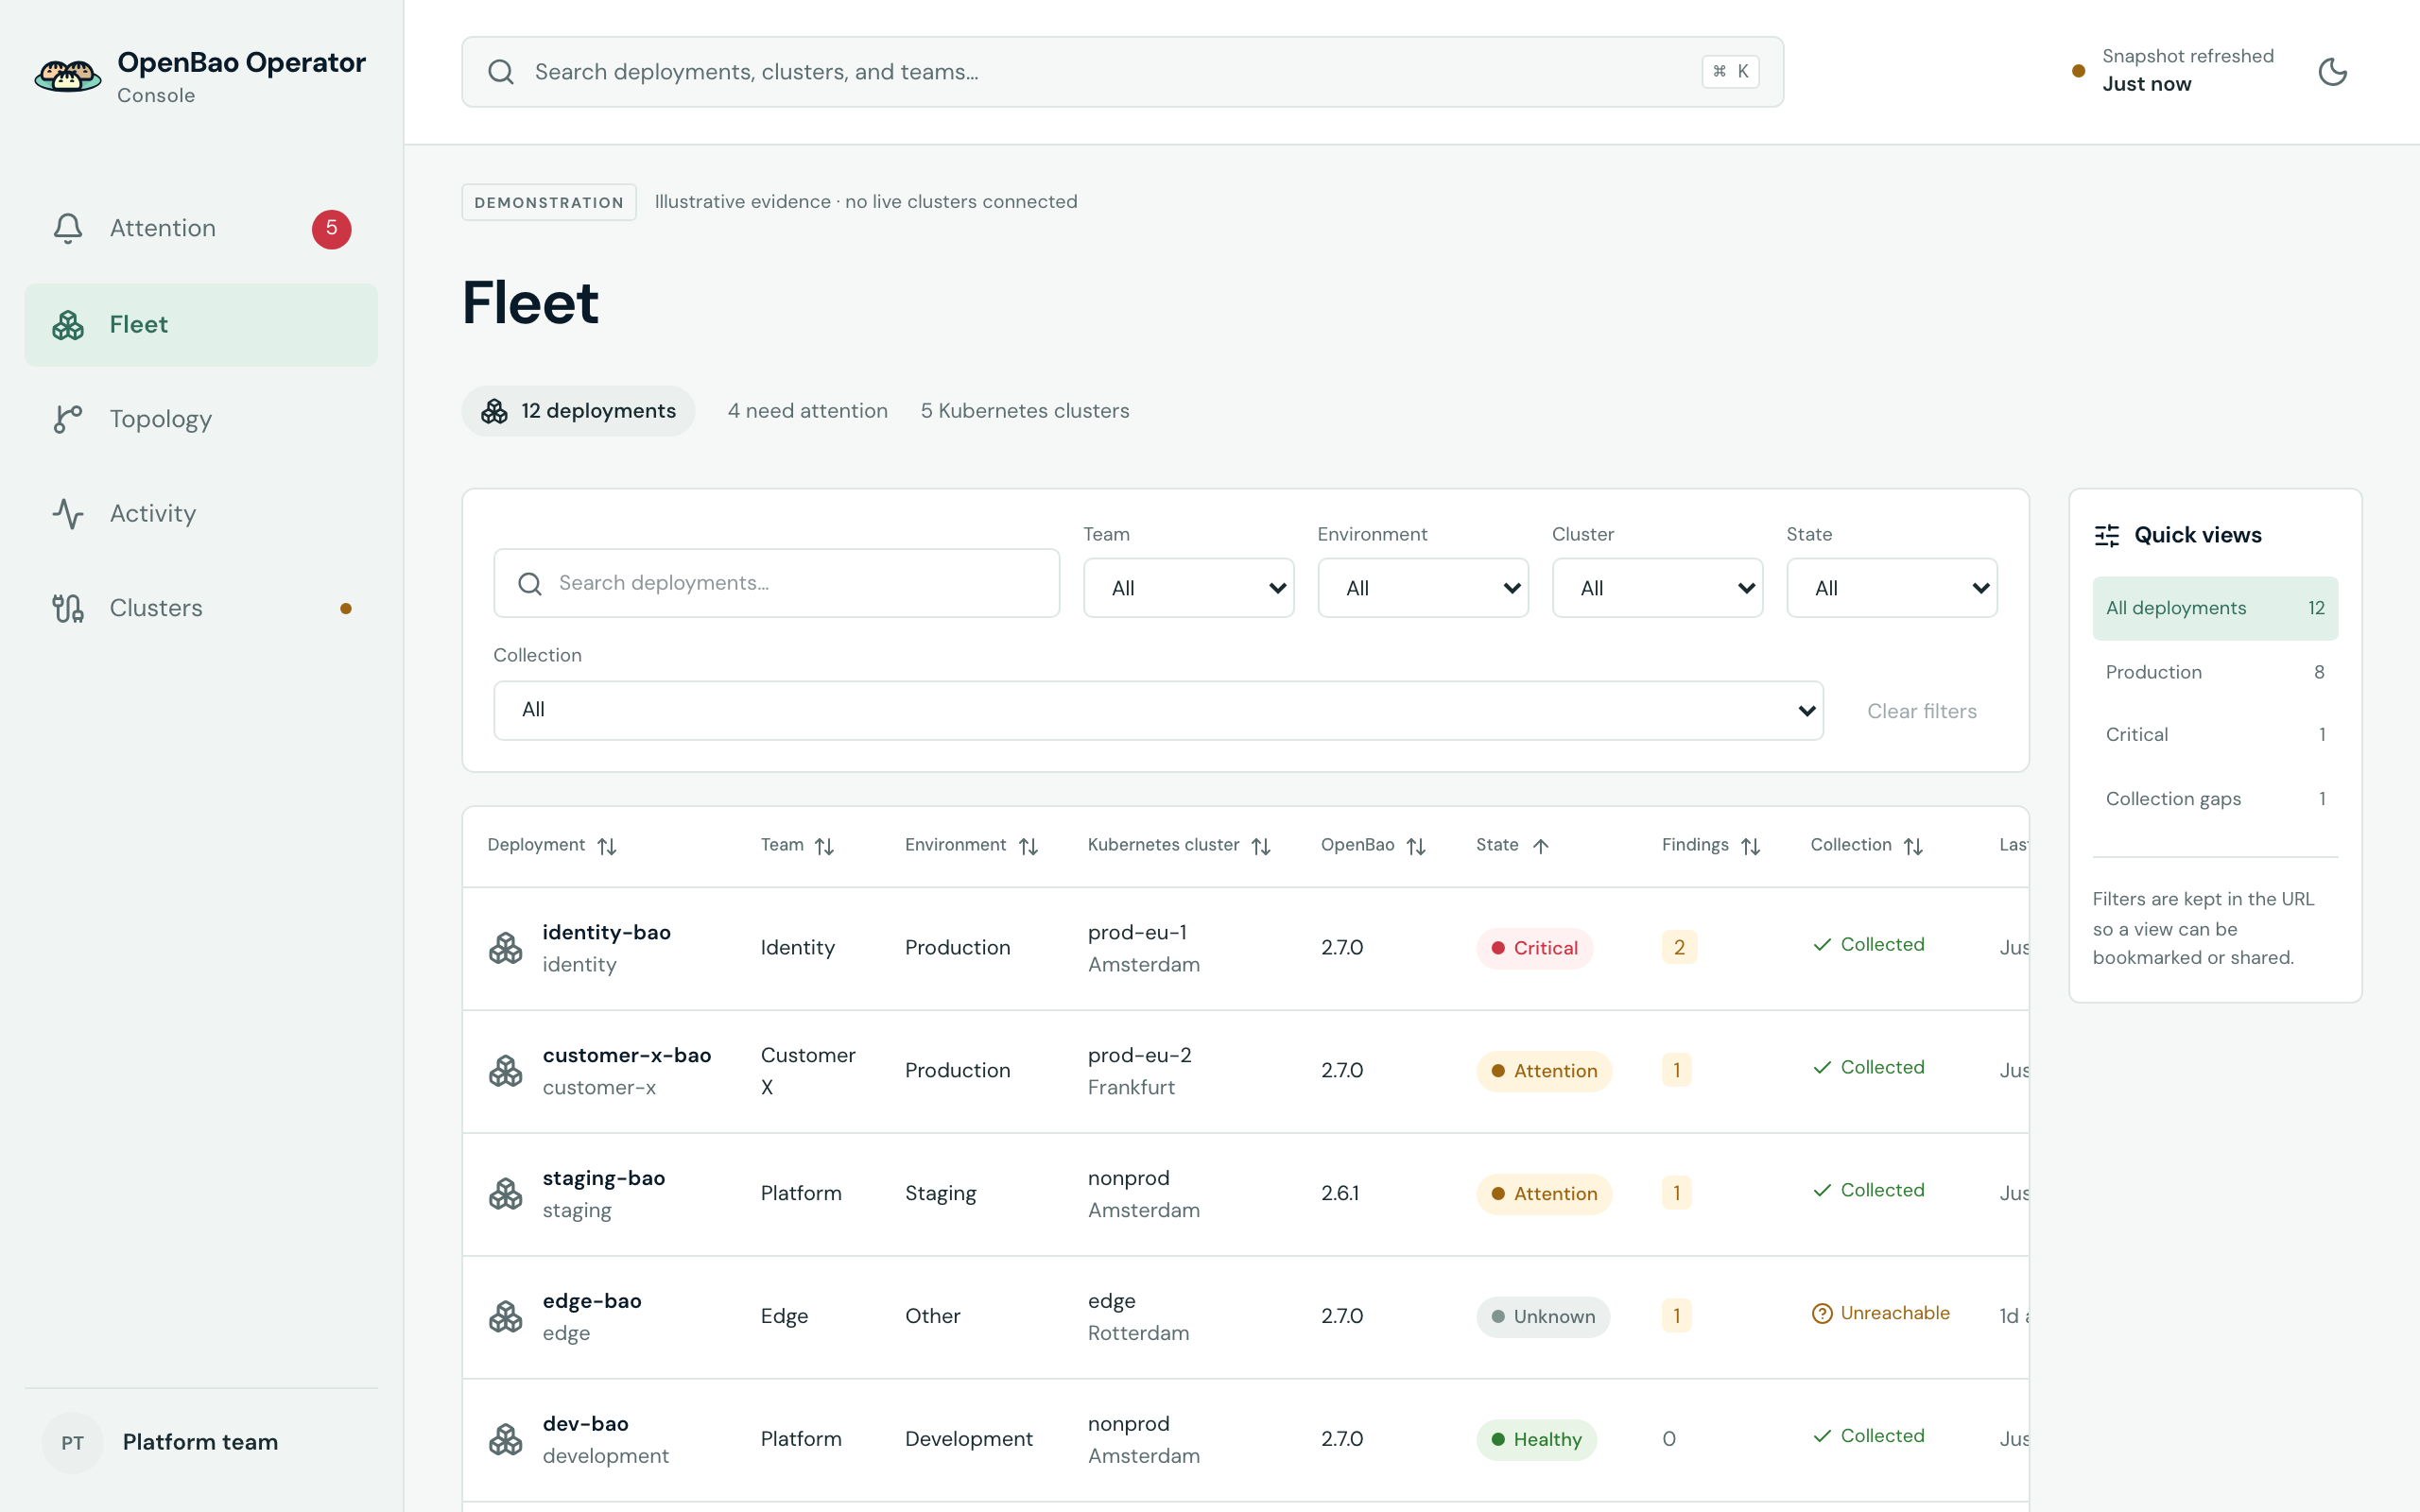 OpenBao Operator
Console
Search deployments, clusters, and teams...
⌘ K
Snapshot refreshed
Just now
Attention
5
Fleet
Topology
Activity
Clusters
PT
Platform team
DEMONSTRATION
Illustrative evidence · no live clusters connected
Fleet
12 deployments
4 need attention
5 Kubernetes clusters
Search deployments...
Team
All
Environment
All
Cluster
All
State
All
Collection
All
Clear filters
Deployment Team Environment Kubernetes cluster OpenBao State Findings Collection Las
identity-bao
identity
Identity
Production
prod-eu-1
Amsterdam
2.7.0
Critical
2
Collected
Jus
customer-x-bao
customer-x
Customer
X
Production
prod-eu-2
Frankfurt
2.7.0
Attention
1
Collected
Jus
staging-bao
staging
Platform
Staging
nonprod
Amsterdam
2.6.1
Attention
1
Collected
Jus
edge-bao
edge
Edge
Other
edge
Rotterdam
2.7.0
Unknown
1
Unreachable
1d
dev-bao
development
Platform
Development
nonprod
Amsterdam
2.7.0
Healthy
0
Collected
Jus
Quick views
All deployments 12
Production 8
Critical 1
Collection gaps 1
Filters are kept in the URL
so a view can be
bookmarked or shared.